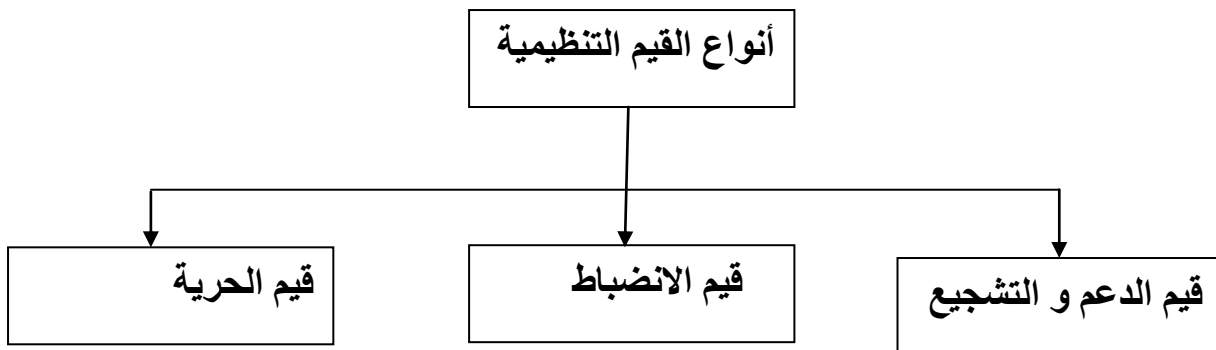 أنواع القيم التنظيمية
قيم الدعم و التشجيع
قيم الانضباط
قيم الحرية